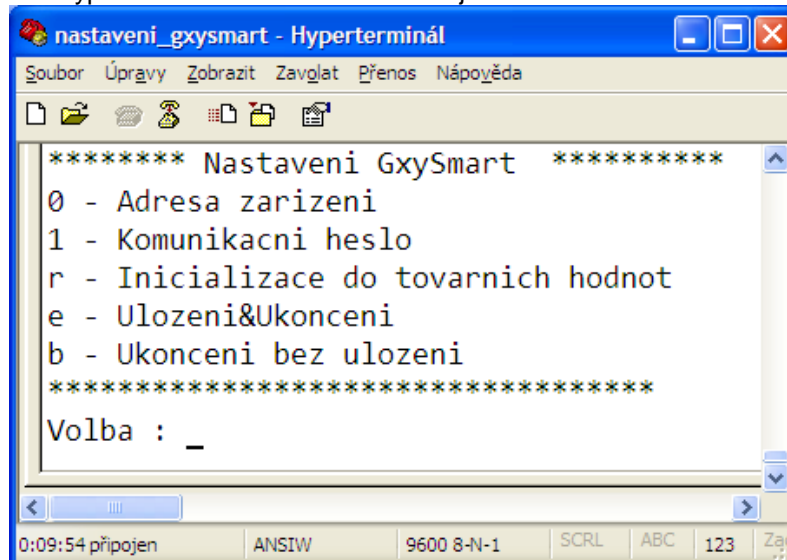 nastaveni_gxysmart - Hyperterminál
Soubor Úpravy Zobrazit Zavolat Přenos Nápověda
******** Nastaveni GxySmart **********
0 - Adresa zarizeni
1 - Komunikacni heslo
r - Inicializace do tovarnich hodnot
e - Ulozeni&Ukonceni
b - Ukonceni bez ulozeni
***********************************
Volba : _
0:09:54 připojen ANSIW 9600 8-N-1 SCRL ABC 123